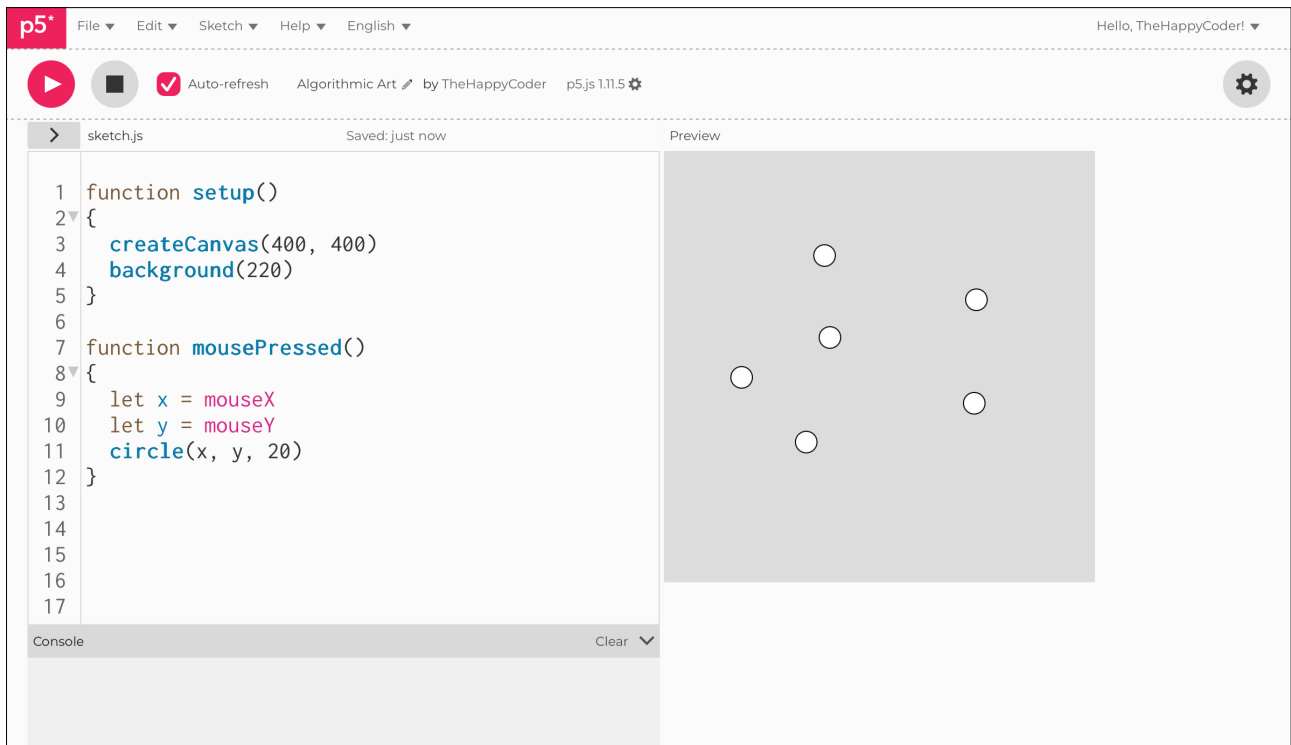 p5* File Edit Sketch Help English Hello, TheHappyCoder!
Auto-refresh Algorithmic Art by TheHappyCoder p5.js 1.11.5
sketch.js Saved: just now Preview
1 function setup()
2 {
3 createCanvas(400, 400)
4 background(220)
5 }
6
7 function mousePressed()
8 {
9 let x = mouseX
10 let y = mouseY
11 circle(x, y, 20)
12 }
13
14
15
16
17
Console Clear